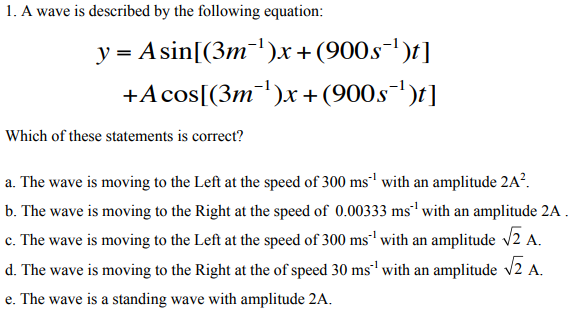 1. A wave is described by the following equation:
y = A sin[(3m⁻¹)x + (900s⁻¹)t]
+A cos[(3m⁻¹)x + (900s⁻¹)t]
Which of these statements is correct?
a. The wave is moving to the Left at the speed of 300 ms⁻¹ with an amplitude 2A².
b. The wave is moving to the Right at the speed of 0.00333 ms⁻¹ with an amplitude 2A .
c. The wave is moving to the Left at the speed of 300 ms⁻¹ with an amplitude √2 A.
d. The wave is moving to the Right at the of speed 30 ms⁻¹ with an amplitude √2 A.
e. The wave is a standing wave with amplitude 2A.